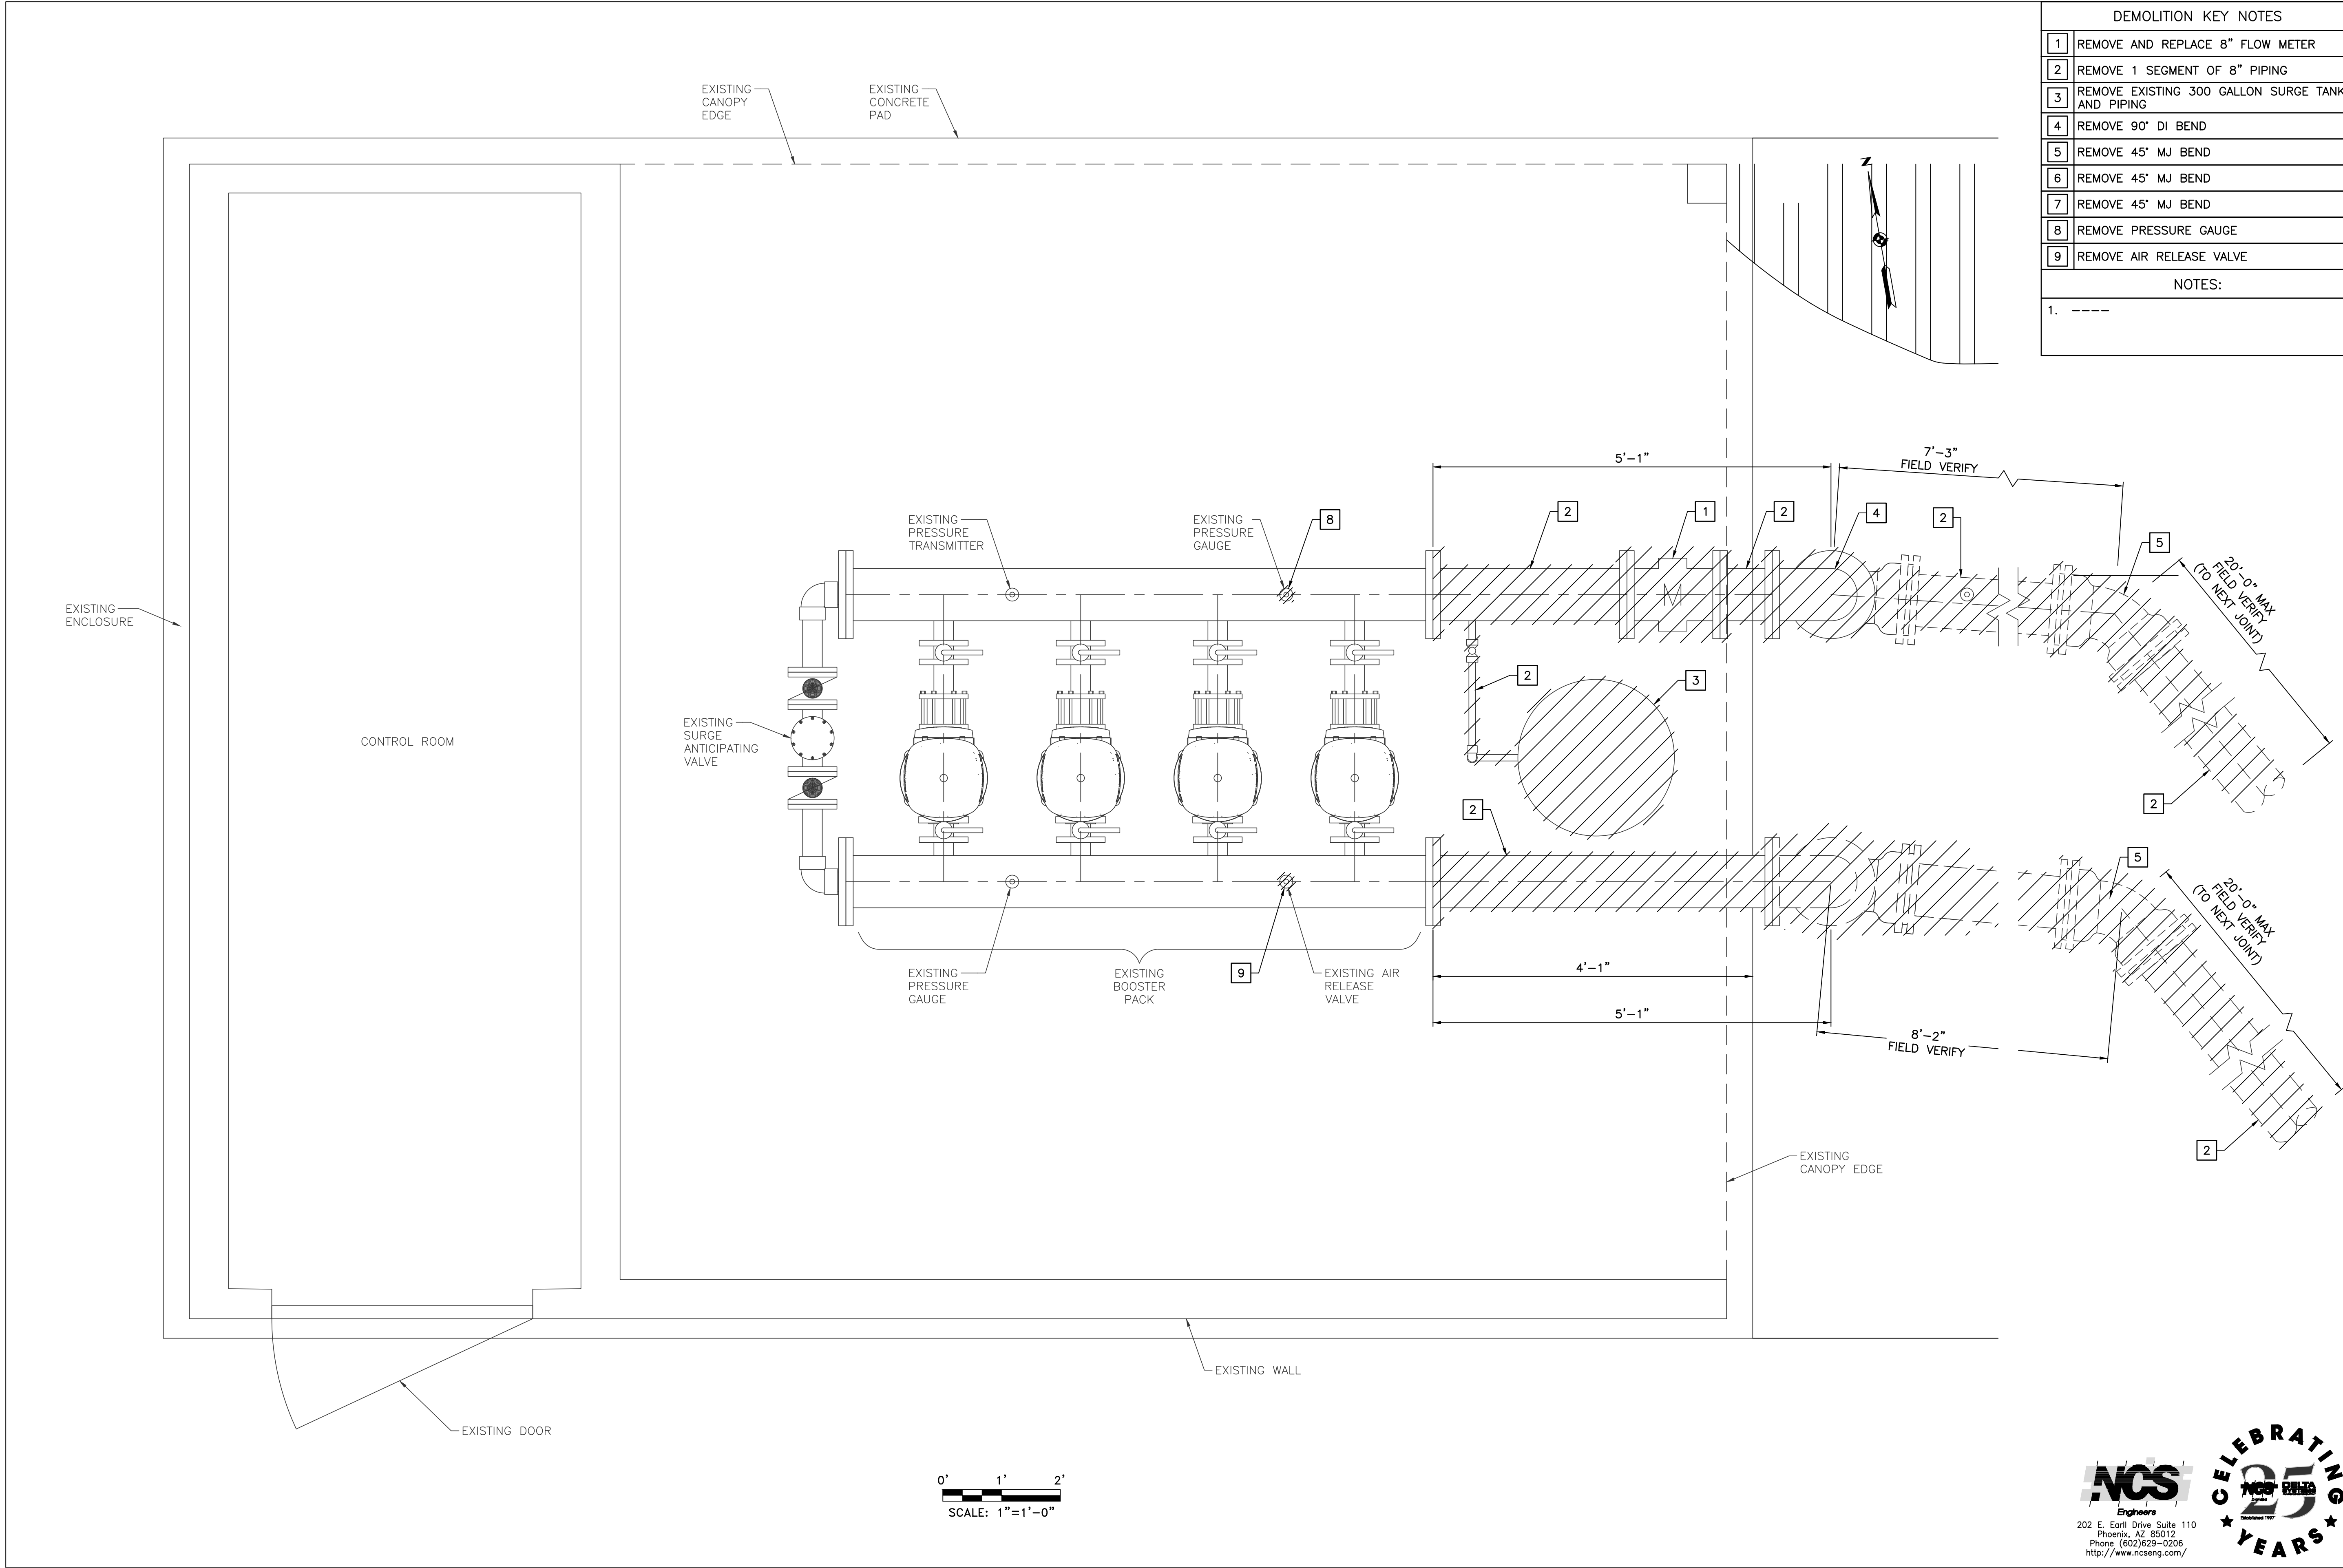 DEMOLITION KEY NOTES
1 REMOVE AND REPLACE 8" FLOW METER
2 REMOVE 1 SEGMENT OF 8" PIPING
3 REMOVE EXISTING 300 GALLON SURGE TANK
AND PIPING
4 REMOVE 90° DI BEND
5 REMOVE 45° MJ BEND
6 REMOVE 45° MJ BEND
7 REMOVE 45° MJ BEND
8 REMOVE PRESSURE GAUGE
9 REMOVE AIR RELEASE VALVE
NOTES:
1. ----
EXISTING
CANOPY
EDGE
EXISTING
CONCRETE
PAD
N
5'-1"
7'-3"
FIELD VERIFY
2
1
2
4
2
5
20'-0" MAX
FIELD VERIFY
(TO NEXT JOINT)
EXISTING
PRESSURE
TRANSMITTER
EXISTING
PRESSURE
GAUGE
8
M
EXISTING
ENCLOSURE
CONTROL ROOM
EXISTING
SURGE
ANTICIPATING
VALVE
2
3
2
2
5
20'-0" MAX
FIELD VERIFY
(TO NEXT JOINT)
EXISTING
PRESSURE
GAUGE
EXISTING
BOOSTER
PACK
9
EXISTING AIR
RELEASE
VALVE
4'-1"
5'-1"
8'-2"
FIELD VERIFY
2
EXISTING
CANOPY EDGE
EXISTING WALL
EXISTING DOOR
0' 1' 2'
SCALE: 1"=1'-0"
NCS
Engineers
202 E. Earll Drive Suite 110
Phoenix, AZ 85012
Phone (602)629-0206
http://www.ncseng.com/
CELEBRATING
25
NCS DELTA
SYSTEMS
Established 1997
YEARS